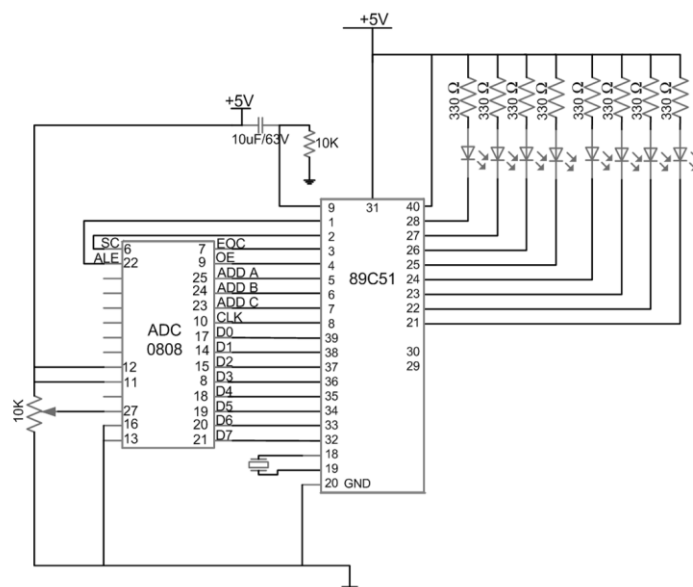 +5V
+5V
10uF/63V
10K
330 Ω
330 Ω
330 Ω
330 Ω
330 Ω
330 Ω
330 Ω
330 Ω
9 31 40
1 28
2 27
SC 6 7 EOC 3 26
ALE 22 9 OE 4 25
25 ADD A 5 24
24 ADD B 6 23
23 ADD C 7 22
10 CLK 8 21
89C51
ADC
0808
17 D0 39
14 D1 38 30
12 15 D2 37 29
11 8 D3 36
18 D4 35
10K
27 19 D5 34
16 20 D6 33
13 21 D7 32
18
19
20 GND